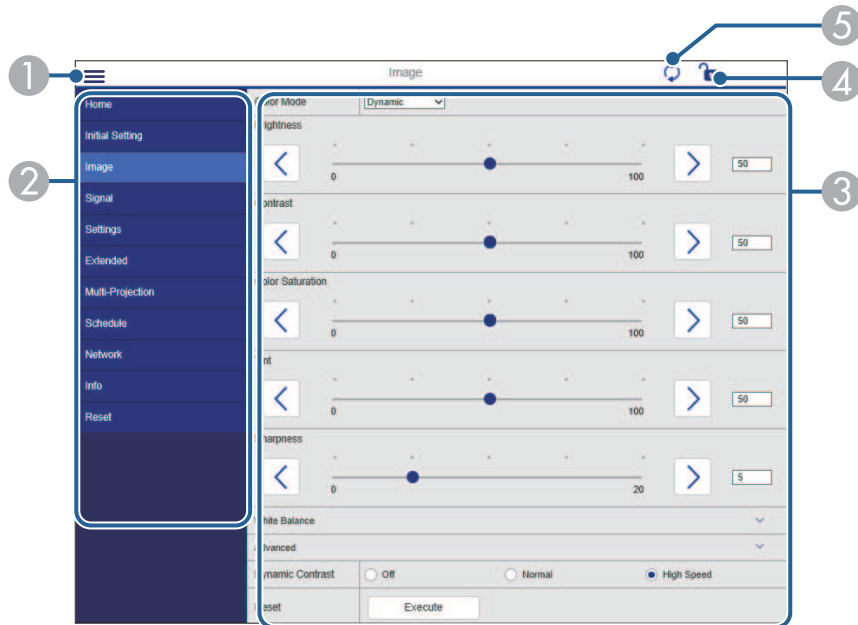 5
1
Image
4
Home
Color Mode
Dynamic
Initial Setting
rightness
2
Image
0
100
50
3
Signal
ontrast
Settings
0
100
50
Extended
olor Saturation
Multi-Projection
Schedule
0
100
50
Network
nt
Info
0
100
50
Reset
harpness
0
20
5
hite Balance
dvanced
ynamic Contrast
Off
Normal
High Speed
eset
Execute